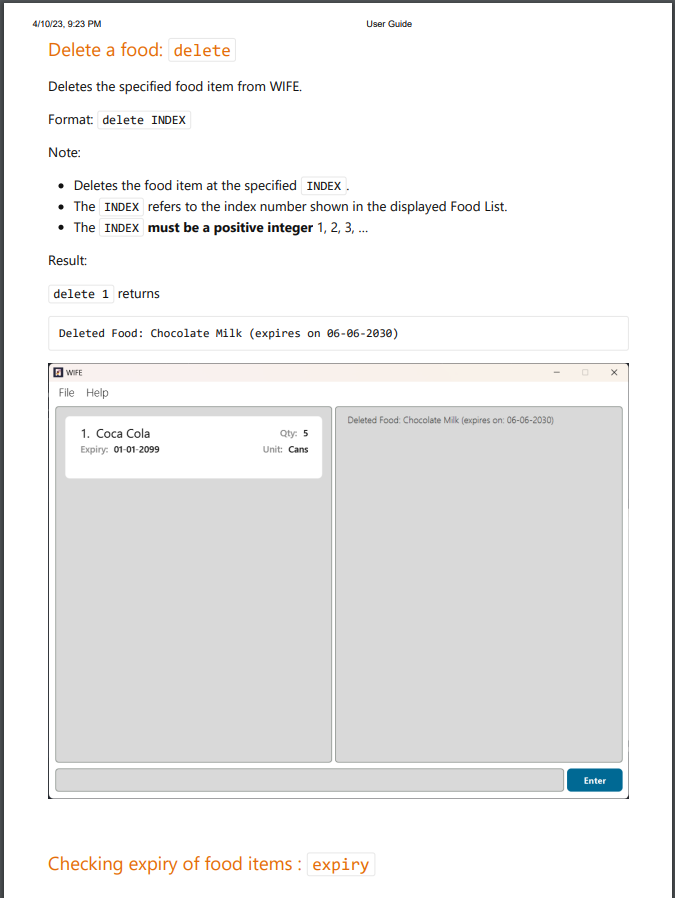 4/10/23, 9:23 PM User Guide
Delete a food: delete
Deletes the specified food item from WIFE.
Format: delete INDEX
Note:
• Deletes the food item at the specified INDEX .
• The INDEX refers to the index number shown in the displayed Food List.
• The INDEX must be a positive integer 1, 2, 3, …
Result:
delete 1 returns
Deleted Food: Chocolate Milk (expires on 06-06-2030)
WIFE
File Help
1. Coca Cola Qty: 5
Expiry: 01-01-2099 Unit: Cans
Deleted Food: Chocolate Milk (expires on: 06-06-2030)
Enter
Checking expiry of food items : expiry